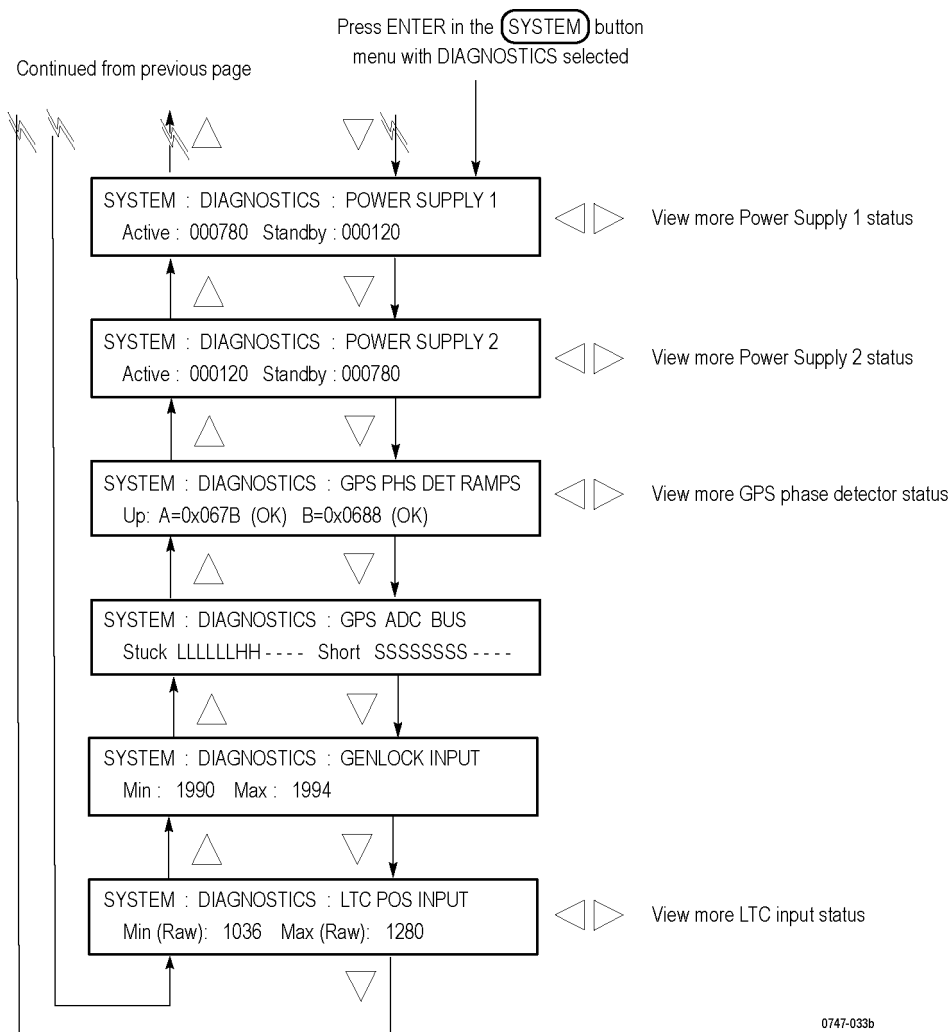 Press ENTER in the SYSTEM button
menu with DIAGNOSTICS selected
Continued from previous page
SYSTEM : DIAGNOSTICS : POWER SUPPLY 1
Active : 000780 Standby : 000120
View more Power Supply 1 status
SYSTEM : DIAGNOSTICS : POWER SUPPLY 2
Active : 000120 Standby : 000780
View more Power Supply 2 status
SYSTEM : DIAGNOSTICS : GPS PHS DET RAMPS
Up: A=0x067B (OK) B=0x0688 (OK)
View more GPS phase detector status
SYSTEM : DIAGNOSTICS : GPS ADC BUS
Stuck LLLLLLHH - - - - Short SSSSSSSS - - - -
SYSTEM : DIAGNOSTICS : GENLOCK INPUT
Min : 1990 Max : 1994
SYSTEM : DIAGNOSTICS : LTC POS INPUT
Min (Raw): 1036 Max (Raw): 1280
View more LTC input status
0747-033b